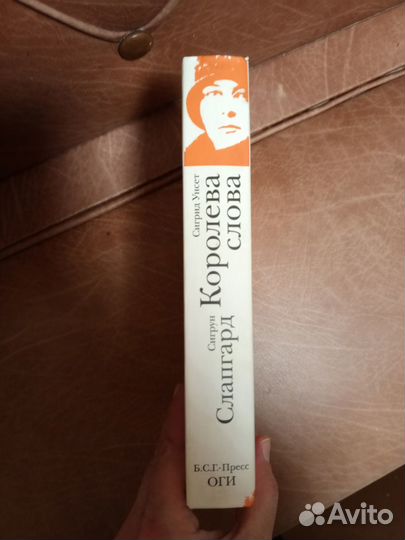 Сигрун
Слапгард
Сигрид Унсет
Королева
слова
Б.С.Г.-Пресс
ОГИ
Avito